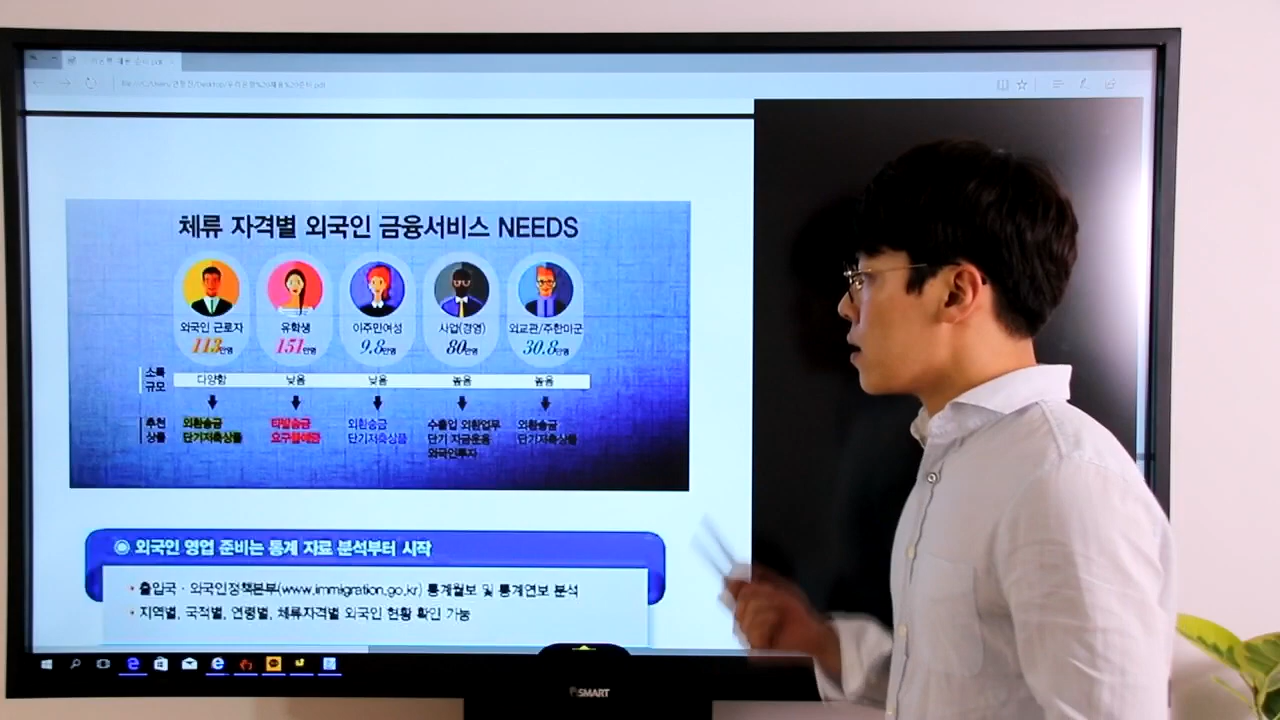 체류 자격별 외국인 금융서비스 NEEDS
외국인 근로자 유학생 이주민여성 사업(경영) 외교관/주한미군
113만명 151만명 9.8만명 80만명 30.8만명
소득 규모 다양함 낮음 낮음 높음 높음
추천 상품
외환송금 타발송금 외환송금 수출입 외환업무 외환송금
단기저축상품 요구불예금 단기저축상품 단기 자금운용 단기저축상품
외국인투자
외국인 영업 준비는 통계 자료 분석부터 시작
출입국·외국인정책본부(www.immigration.go.kr) 통계월보 및 통계연보 분석
지역별, 국적별, 연령별, 체류자격별 외국인 현황 확인 가능
SMART